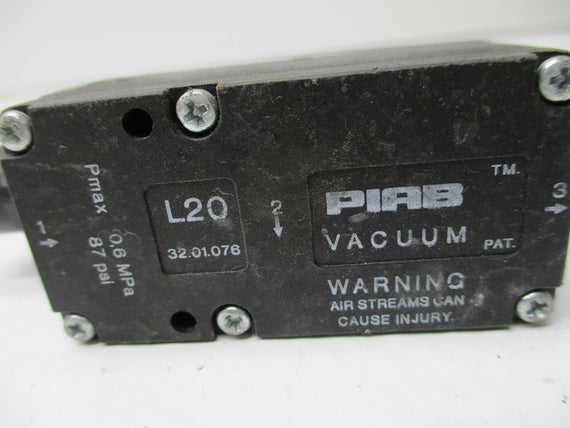 Pmax 0.6 MPa
87 psi
1 →
L20
32.01.076
2
↓
PIAB
TM.
VACUUM PAT.
3
→
WARNING
AIR STREAMS CAN
CAUSE INJURY.